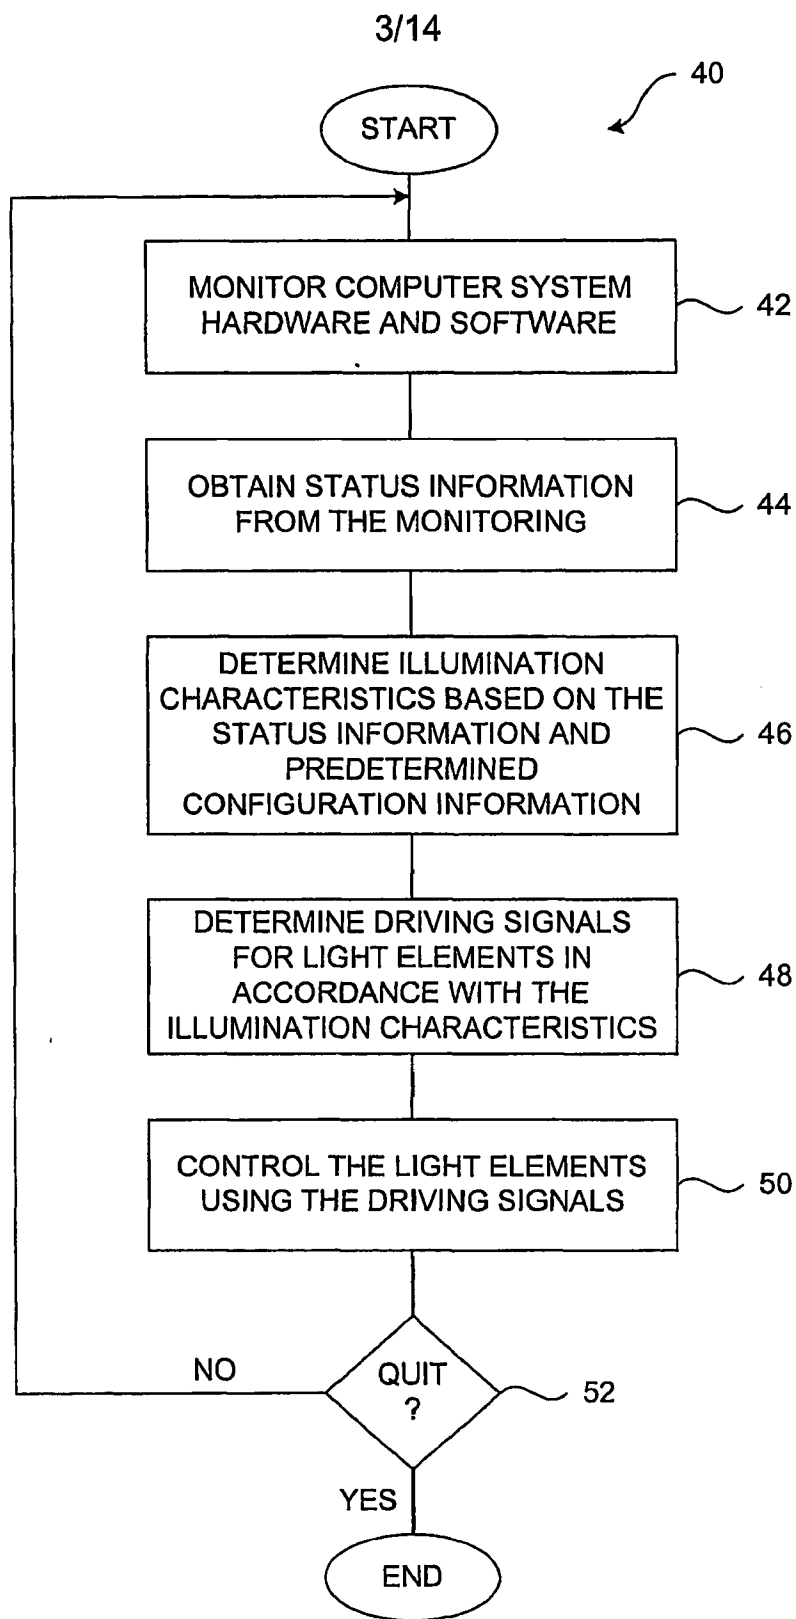 3/14
40
START
MONITOR COMPUTER SYSTEM
HARDWARE AND SOFTWARE
42
OBTAIN STATUS INFORMATION
FROM THE MONITORING
44
DETERMINE ILLUMINATION
CHARACTERISTICS BASED ON THE
STATUS INFORMATION AND
PREDETERMINED
CONFIGURATION INFORMATION
46
DETERMINE DRIVING SIGNALS
FOR LIGHT ELEMENTS IN
ACCORDANCE WITH THE
ILLUMINATION CHARACTERISTICS
48
CONTROL THE LIGHT ELEMENTS
USING THE DRIVING SIGNALS
50
NO
QUIT
?
52
YES
END